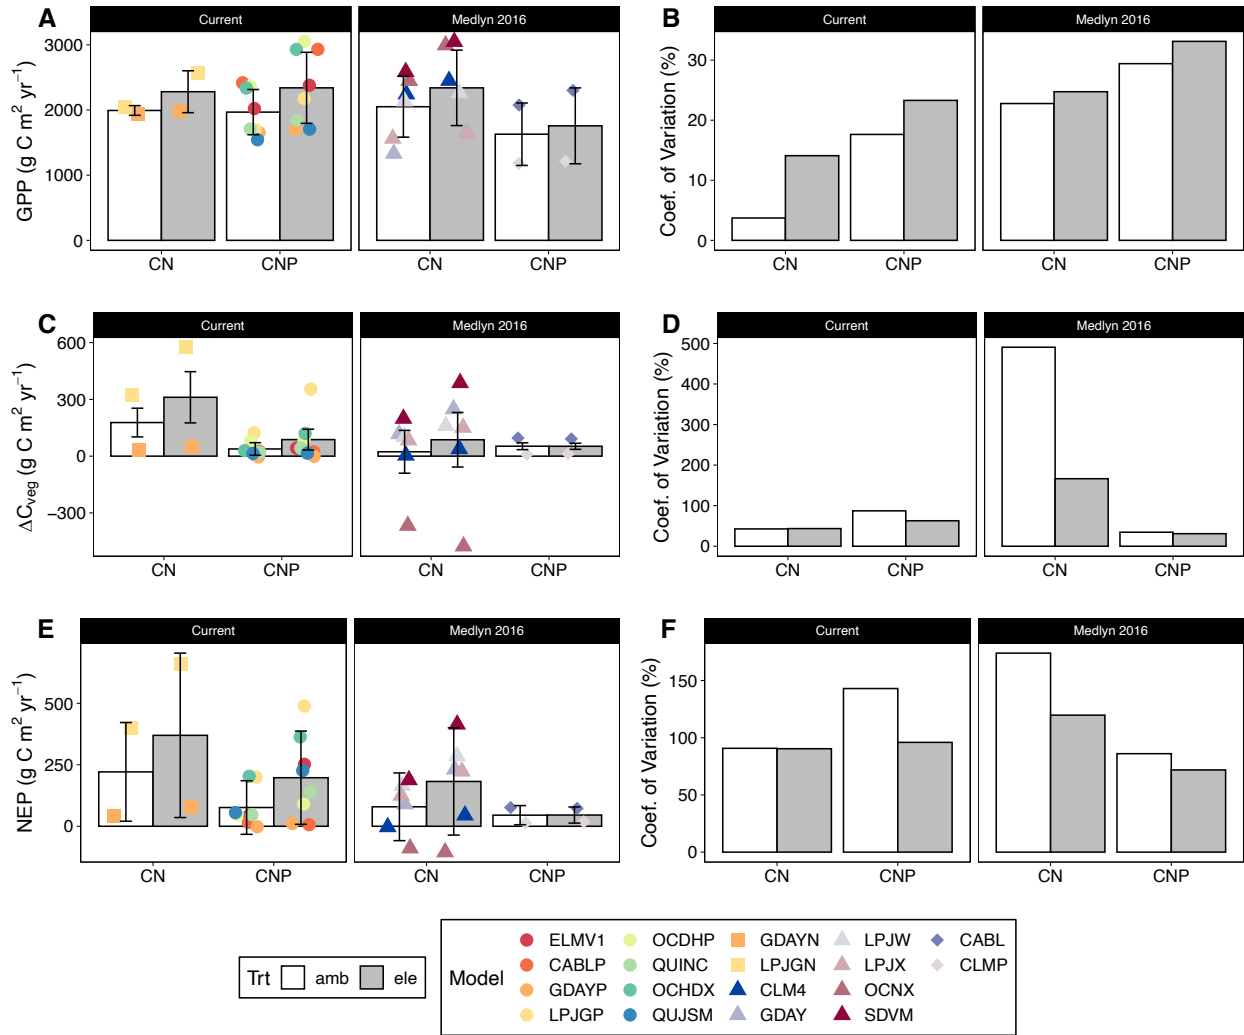 A
Current
Medlyn 2016
GPP (g C m² yr⁻¹)
3000
2000
1000
0
CN
CNP
CN
CNP
B
Current
Medlyn 2016
Coef. of Variation (%)
30
20
10
0
CN
CNP
CN
CNP
C
Current
Medlyn 2016
ΔCveg (g C m² yr⁻¹)
600
300
0
−300
CN
CNP
CN
CNP
D
Current
Medlyn 2016
Coef. of Variation (%)
500
400
300
200
100
0
CN
CNP
CN
CNP
E
Current
Medlyn 2016
NEP (g C m² yr⁻¹)
500
250
0
CN
CNP
CN
CNP
F
Current
Medlyn 2016
Coef. of Variation (%)
150
100
50
0
CN
CNP
CN
CNP
Trt amb ele
Model
ELMV1 OCDHP GDAYN LPJW CABL
CABLP QUINC LPJGN LPJX CLMP
GDAYP OCHDX CLM4 OCNX
LPJGP QUJSM GDAY SDVM